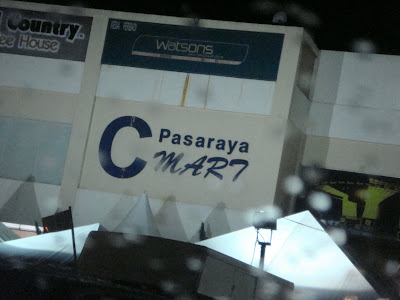 Country
ee House
watsons
C Pasaraya
MART